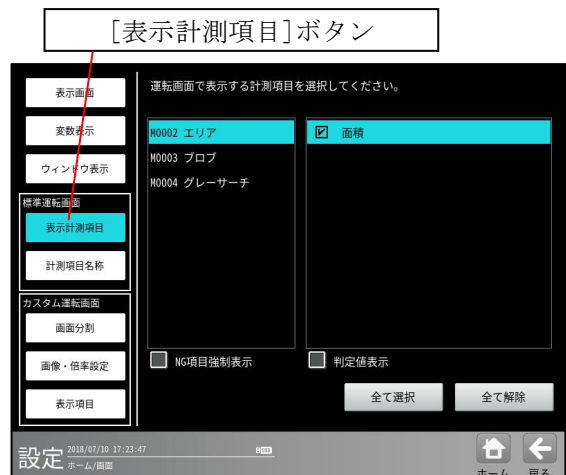 [表示計測項目]ボタン
表示画面
変数表示
ウィンドウ表示
標準運転画面
表示計測項目
計測項目名称
カスタム運転画面
画面分割
画像・倍率設定
表示項目
運転画面で表示する計測項目を選択してください。
M0002 エリア
M0003 ブロブ
M0004 グレーサーチ
面積
NG項目強制表示
判定値表示
全て選択
全て解除
設定
2018/07/10 17:23:47
ホーム/画面
ホーム
戻る